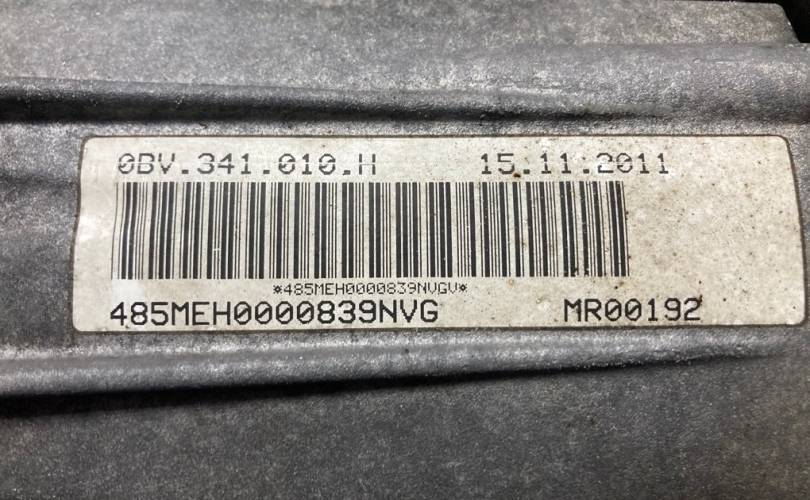 0BV.341.010.H 15.11.2011
*485MEH0000839NVGV*
485MEH0000839NVG MR00192